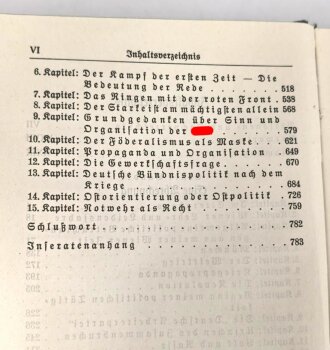 VI Inhaltsverzeichnis
6. Kapitel: Der Kampf der ersten Zeit — Die
Bedeutung der Rede . . . . . . . . . 518
7. Kapitel: Das Ringen mit der roten Front . 538
8. Kapitel: Der Starke ist am mächtigsten allein 568
9. Kapitel: Grundgedanken über Sinn und
Organisation der . . . . . . . . . 579
10. Kapitel: Der Föderalismus als Maske . . . 621
11. Kapitel: Propaganda und Organisation . . . 649
12. Kapitel: Die Gewerkschaftsfrage . . . . . 670
13. Kapitel: Deutsche Bündnispolitik nach dem
Kriege . . . . . . . . . . . . . 684
14. Kapitel: Ostorientierung oder Ostpolitik . . 726
15. Kapitel: Notwehr als Recht . . . . . . . 759
Schlußwort . . . . . . . . . . . . . . . . 782
Inseratenanhang . . . . . . . . . . . . . . 783